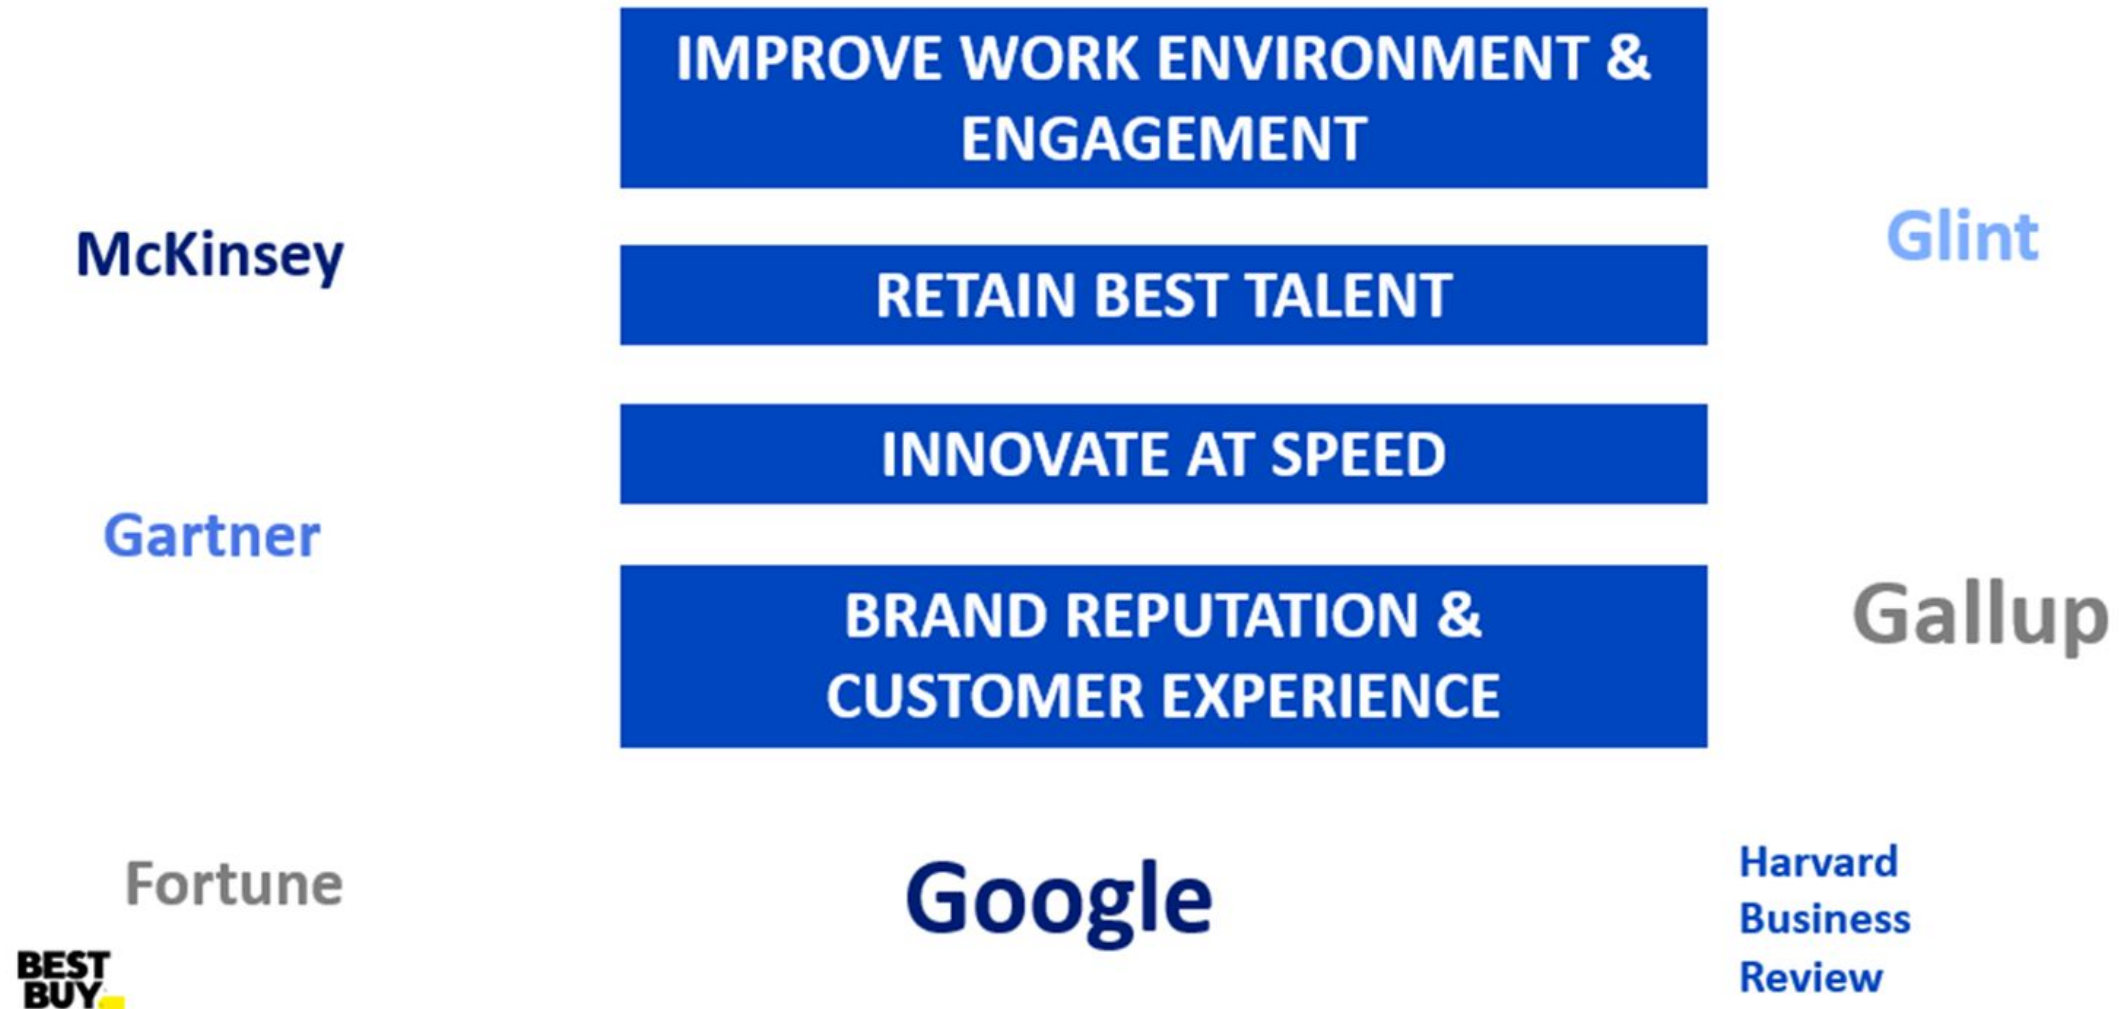 IMPROVE WORK ENVIRONMENT &
ENGAGEMENT
McKinsey
Glint
RETAIN BEST TALENT
INNOVATE AT SPEED
Gartner
BRAND REPUTATION &
CUSTOMER EXPERIENCE
Gallup
Fortune
Google
Harvard
Business
Review
BEST
BUY